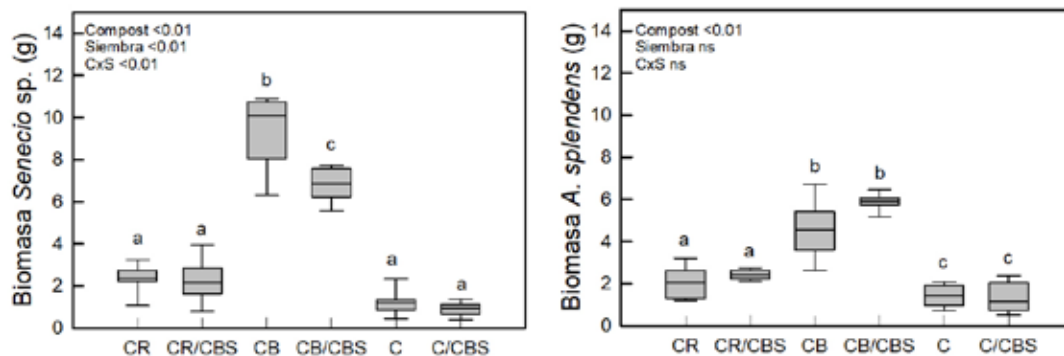 Biomasa Senecio sp. (g)
14
12
10
8
6
4
2
0
Compost <0.01
Siembra <0.01
CxS <0.01
a
a
b
c
a
a
CR
CR/CBS
CB
CB/CBS
C
C/CBS
Biomasa A. splendens (g)
14
12
10
8
6
4
2
0
Compost <0.01
Siembra ns
CxS ns
a
a
b
b
c
c
CR
CR/CBS
CB
CB/CBS
C
C/CBS